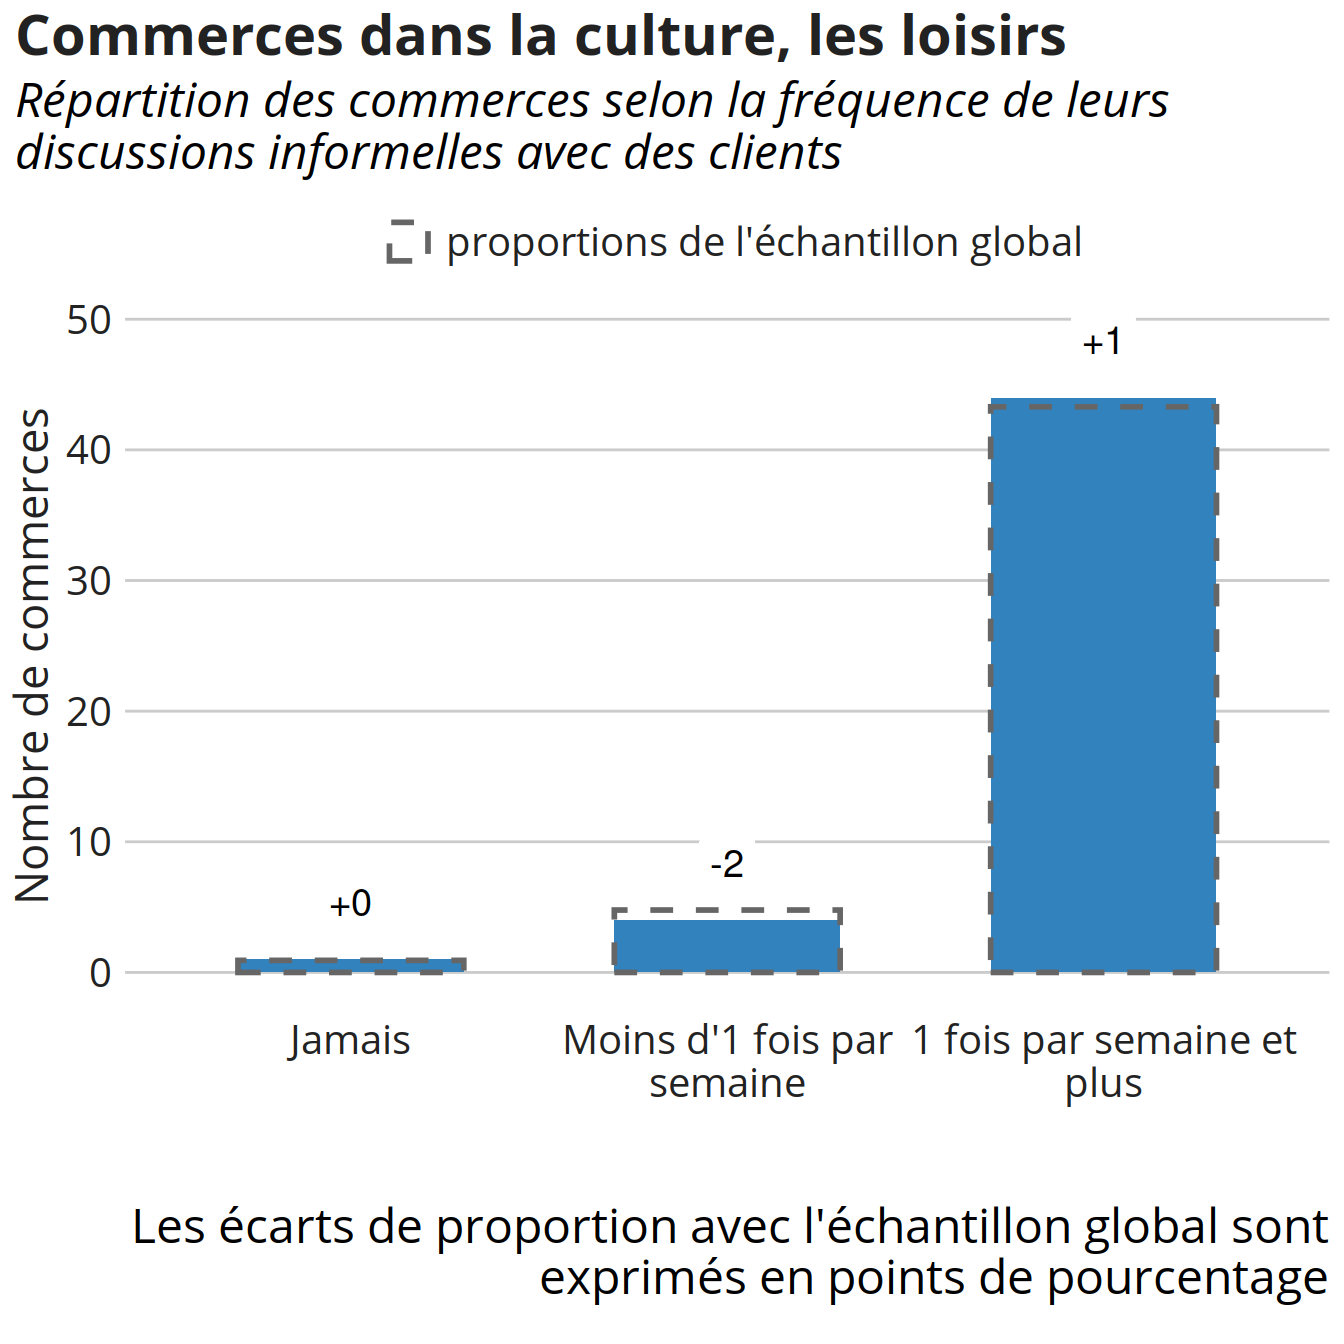 Commerces dans la culture, les loisirs
Répartition des commerces selon la fréquence de leurs
discussions informelles avec des clients
proportions de l'échantillon global
Nombre de commerces
50
40
30
20
10
0
+0
-2
+1
Jamais
Moins d'1 fois par
semaine
1 fois par semaine et
plus
Les écarts de proportion avec l'échantillon global sont
exprimés en points de pourcentage